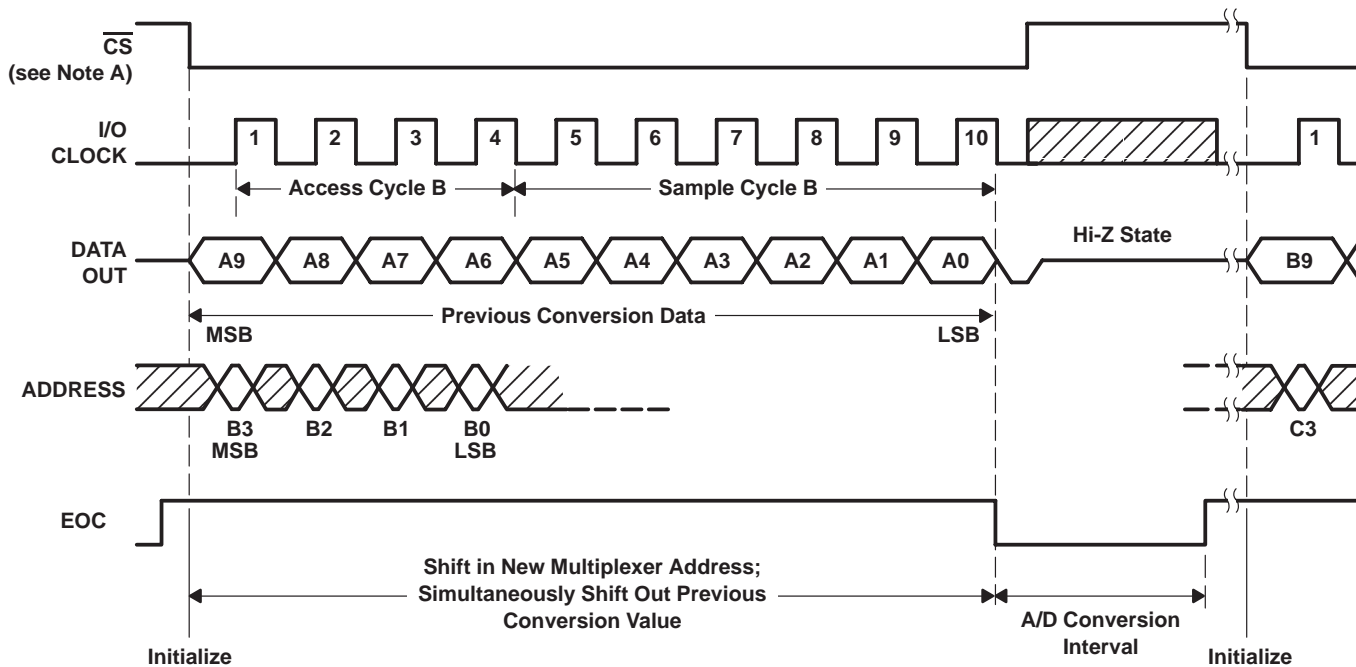 CS
(see Note A)
I/O
CLOCK
1 2 3 4 5 6 7 8 9 10 1
Access Cycle B
Sample Cycle B
DATA
OUT
A9 A8 A7 A6 A5 A4 A3 A2 A1 A0
Hi-Z State
B9
Previous Conversion Data
MSB
LSB
ADDRESS
B3 B2 B1 B0 C3
MSB LSB
EOC
Shift in New Multiplexer Address;
Simultaneously Shift Out Previous
Conversion Value
A/D Conversion
Interval
Initialize
Initialize